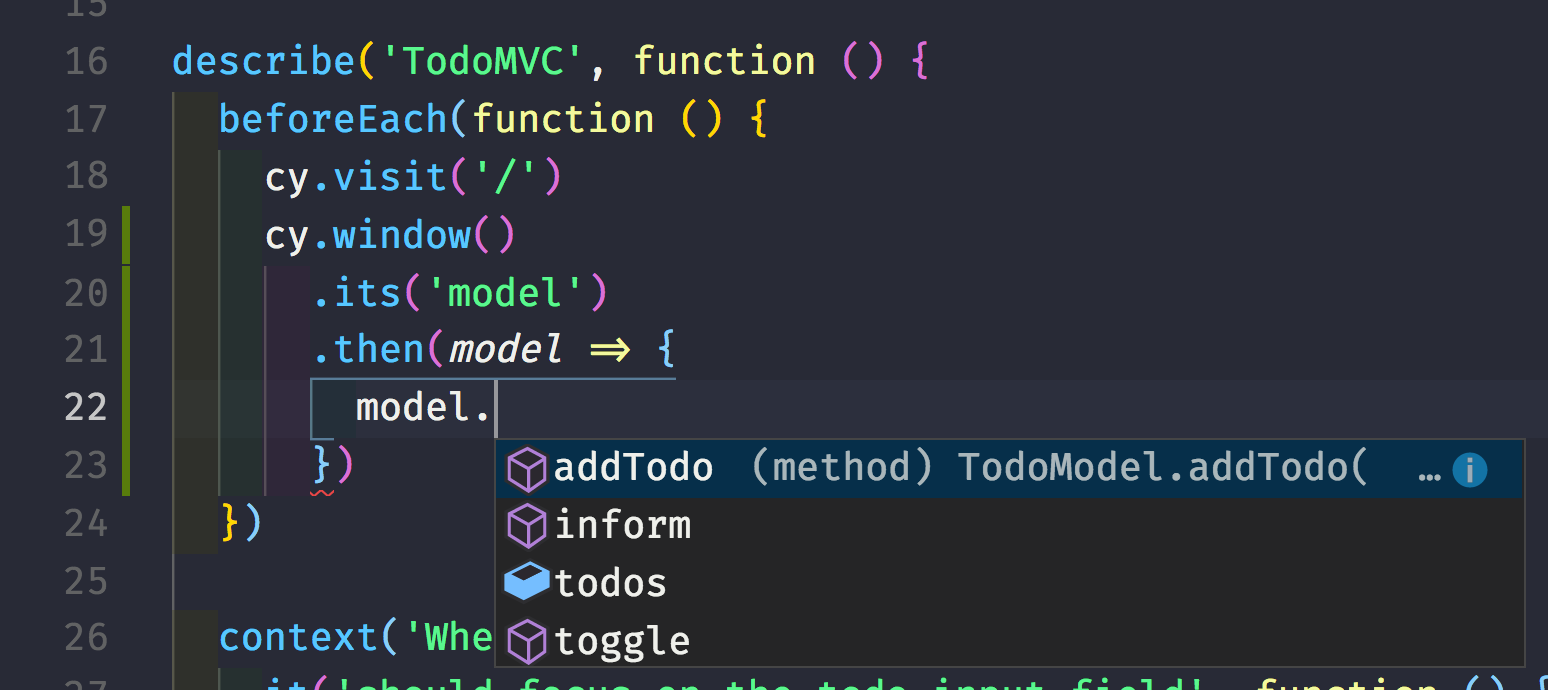 15
16 describe('TodoMVC', function () {
17 beforeEach(function () {
18 cy.visit('/')
19 cy.window()
20 .its('model')
21 .then(model => {
22 model.
23 })
addTodo (method) TodoModel.addTodo( … i
24 })
inform
25
todos
26 context('Whe
toggle
27 it('should focus on the todo input field', function () {